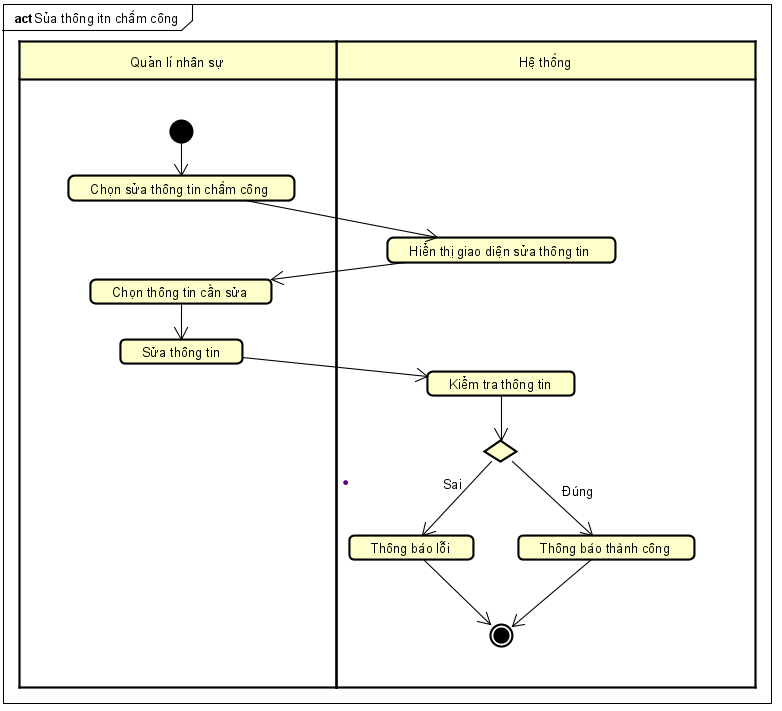 act Sủa thông itn chấm công
Quản lí nhân sự
Hệ thống
Chọn sửa thông tin chấm công
Hiển thị giao diện sửa thông tin
Chọn thông tin cần sửa
Sửa thông tin
Kiểm tra thông tin
Sai
Đúng
Thông báo lỗi
Thông báo thành công